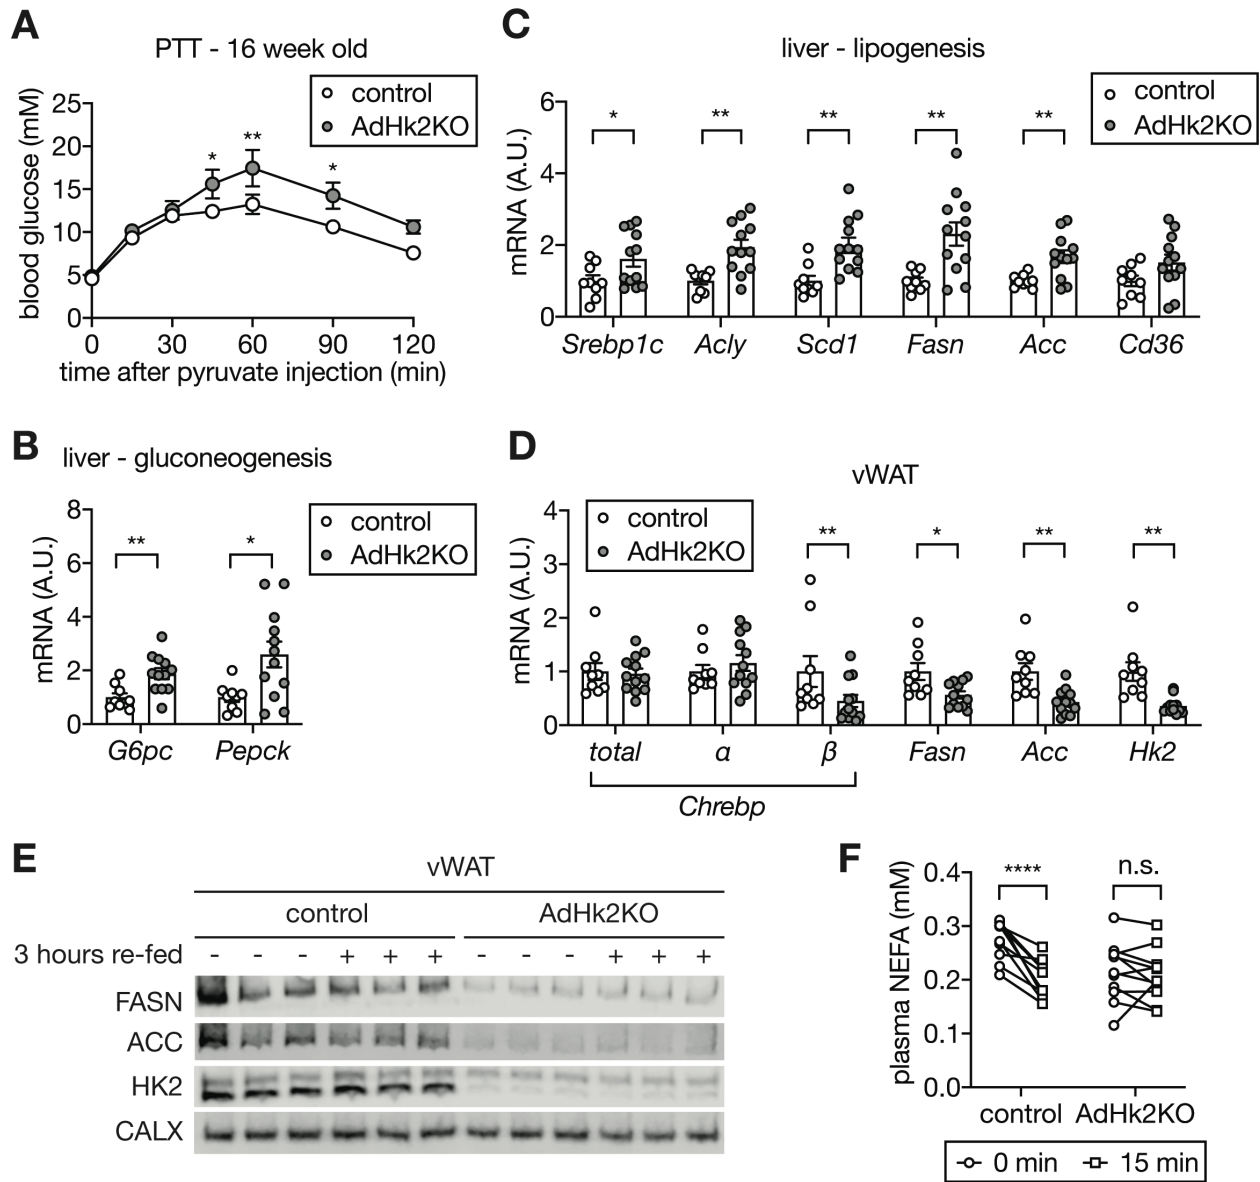 A
PTT - 16 week old
control
AdHk2KO
blood glucose (mM)
25
20
15
10
5
0
*
**
*
0 30 60 90 120
time after pyruvate injection (min)
B
liver - gluconeogenesis
control
AdHk2KO
mRNA (A.U.)
8
6
4
2
0
** *
G6pc Pepck
C
liver - lipogenesis
control
AdHk2KO
mRNA (A.U.)
6
4
2
0
* ** ** ** **
Srebp1c Acly Scd1 Fasn Acc Cd36
D
vWAT
control
AdHk2KO
mRNA (A.U.)
4
3
2
1
0
** * ** **
total α β Fasn Acc Hk2
Chrebp
E
vWAT
control AdHk2KO
3 hours re-fed - - - + + + - - - + + +
FASN
ACC
HK2
CALX
F
plasma NEFA (mM)
0.4
0.3
0.2
0.1
0.0
**** n.s.
control AdHk2KO
0 min 15 min